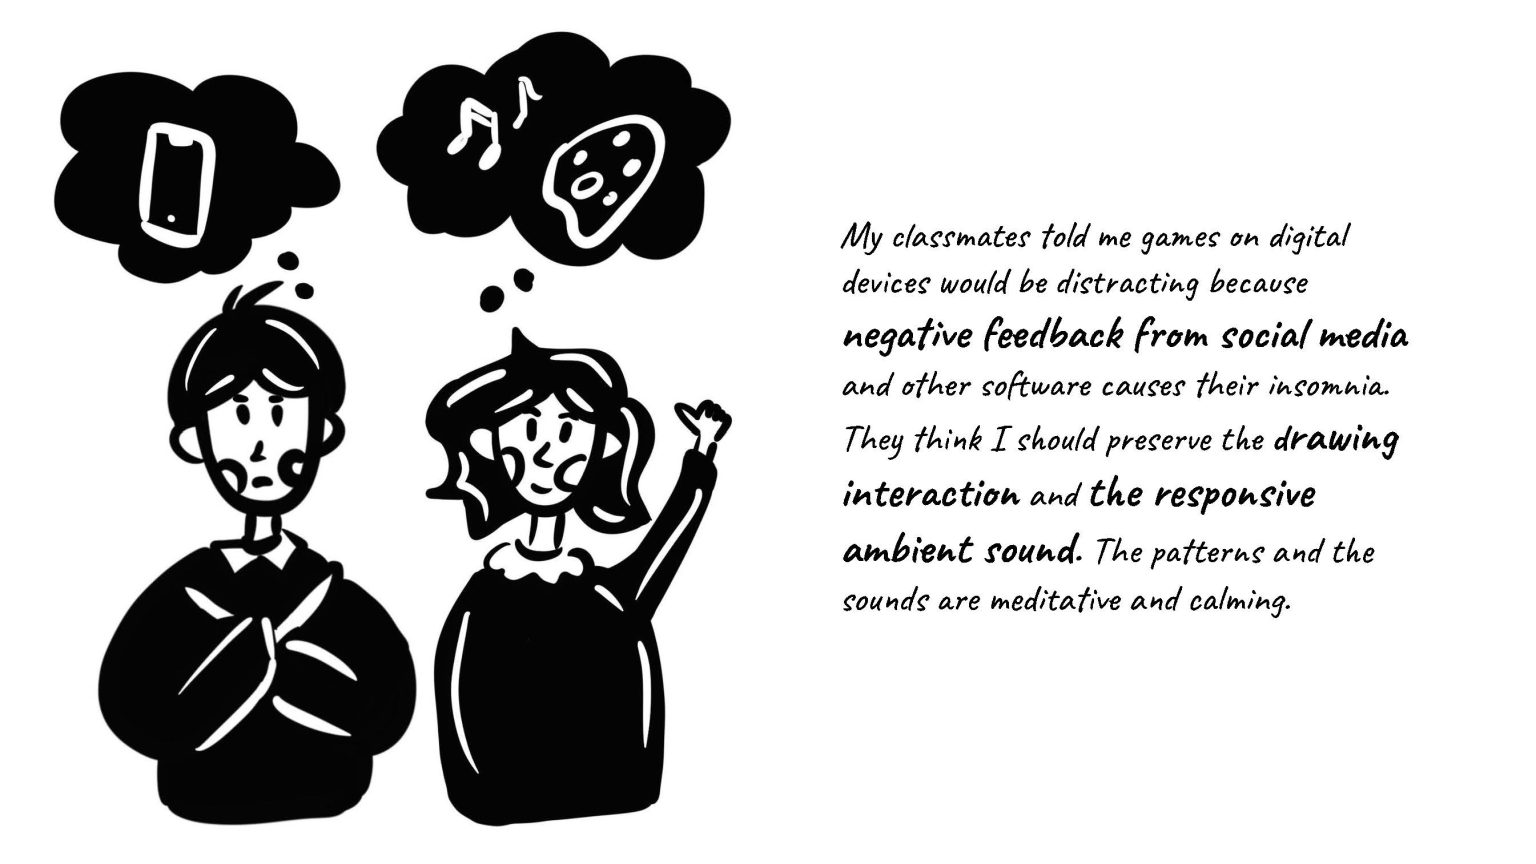 My classmates told me games on digital
devices would be distracting because
negative feedback from social media
and other software causes their insomnia.
They think I should preserve the drawing
interaction and the responsive
ambient sound. The patterns and the
sounds are meditative and calming.